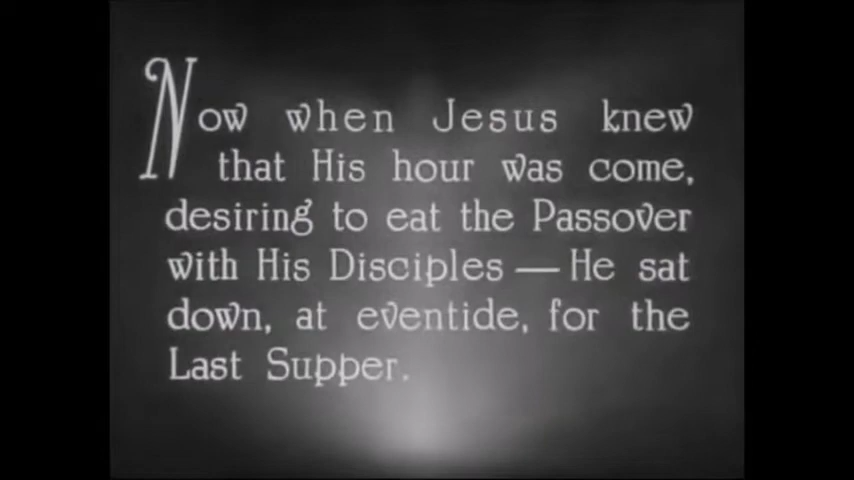 Now when Jesus knew
that His hour was come,
desiring to eat the Passover
with His Disciples — He sat
down, at eventide, for the
Last Supper.